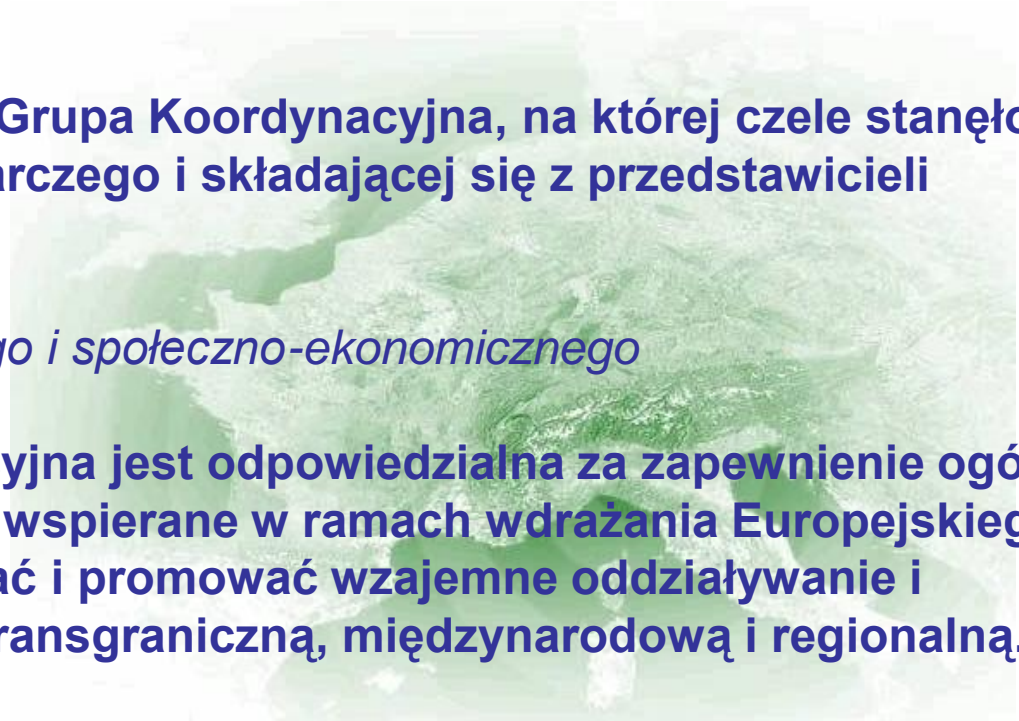 Grupa Koordynacyjna, na której czele stanęło
arczego i składającej się z przedstawicieli
go i społeczno-ekonomicznego
yjna jest odpowiedzialna za zapewnienie ogó
wspierane w ramach wdrażania Europejskieg
ać i promować wzajemne oddziaływanie i
ransgraniczną, międzynarodową i regionalną.